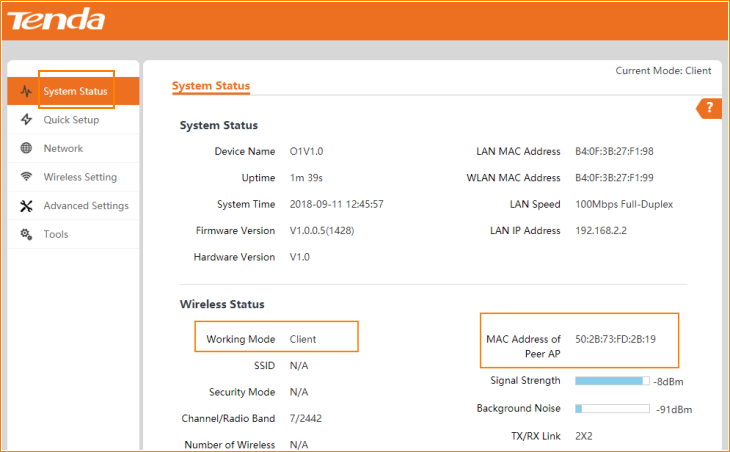 Tenda
Current Mode: Client
System Status
Quick Setup
Network
Wireless Setting
Advanced Settings
Tools
System Status
?
System Status
Device Name O1V1.0
LAN MAC Address B4:0F:3B:27:F1:98
Uptime 1m 39s
WLAN MAC Address B4:0F:3B:27:F1:99
System Time 2018-09-11 12:45:57
LAN Speed 100Mbps Full-Duplex
Firmware Version V1.0.0.5(1428)
LAN IP Address 192.168.2.2
Hardware Version V1.0
Wireless Status
Working Mode Client
MAC Address of 50:2B:73:FD:2B:19
Peer AP
SSID N/A
Signal Strength -8dBm
Security Mode N/A
Background Noise -91dBm
Channel/Radio Band 7/2442
TX/RX Link 2X2
Number of Wireless N/A